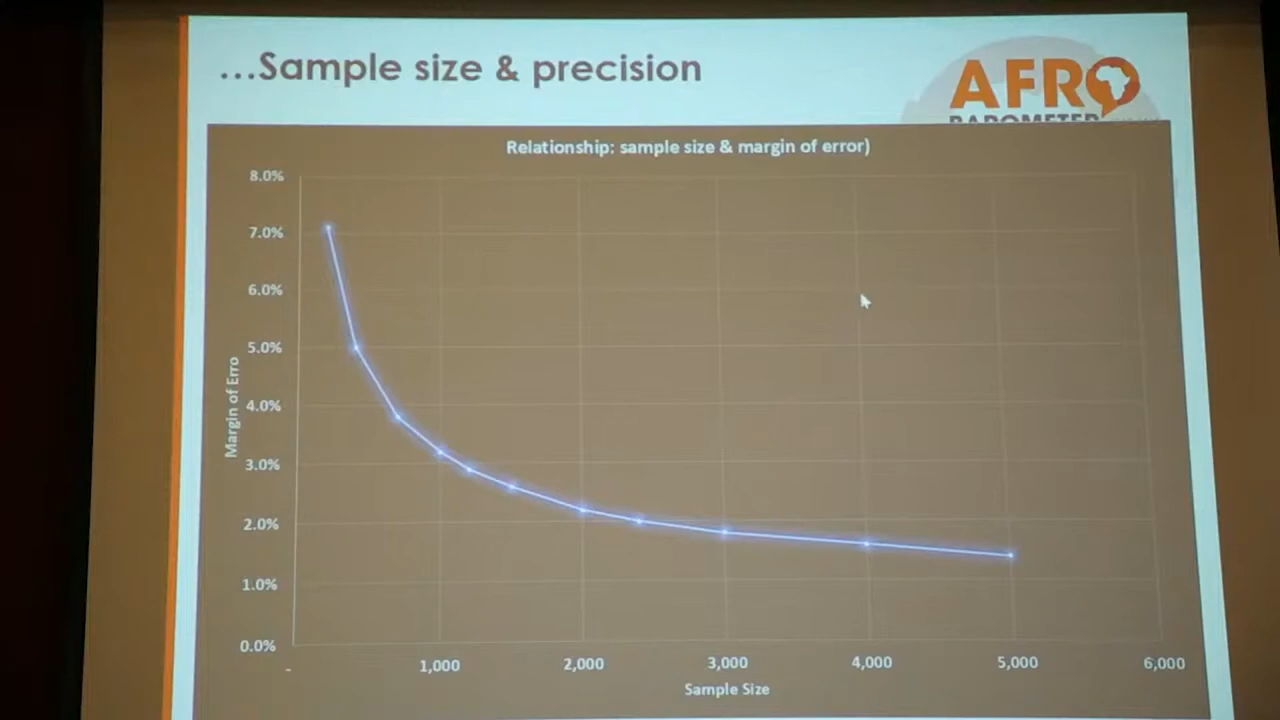 ...Sample size & precision
AFRO
BAROMETER
Relationship: sample size & margin of error)
8.0%
7.0%
6.0%
5.0%
4.0%
3.0%
2.0%
1.0%
0.0%
Margin of Erro
-
1,000
2,000
3,000
4,000
5,000
6,000
Sample Size